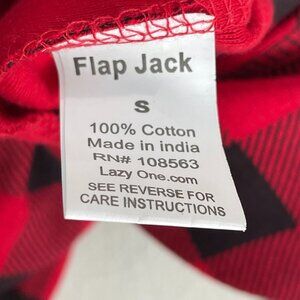 Flap Jack
S
100% Cotton
Made in india
RN# 108563
Lazy One.com
SEE REVERSE FOR
CARE INSTRUCTIONS